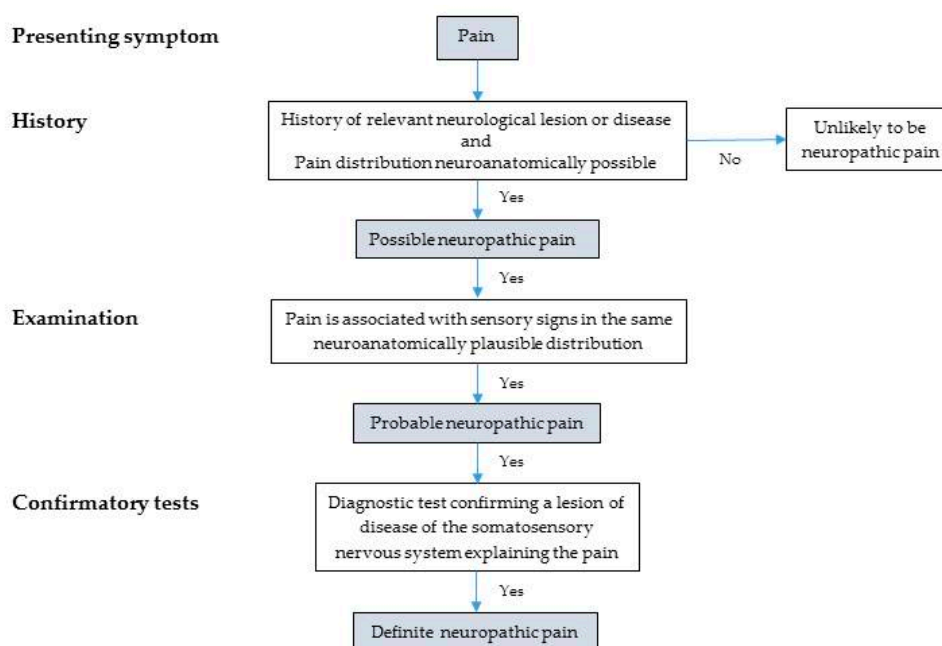 Presenting symptom
Pain
History
History of relevant neurological lesion or disease
and
Pain distribution neuroanatomically possible
No
Unlikely to be
neuropathic pain
Yes
Possible neuropathic pain
Yes
Examination
Pain is associated with sensory signs in the same
neuroanatomically plausible distribution
Yes
Probable neuropathic pain
Yes
Confirmatory tests
Diagnostic test confirming a lesion of
disease of the somatosensory
nervous system explaining the pain
Yes
Definite neuropathic pain